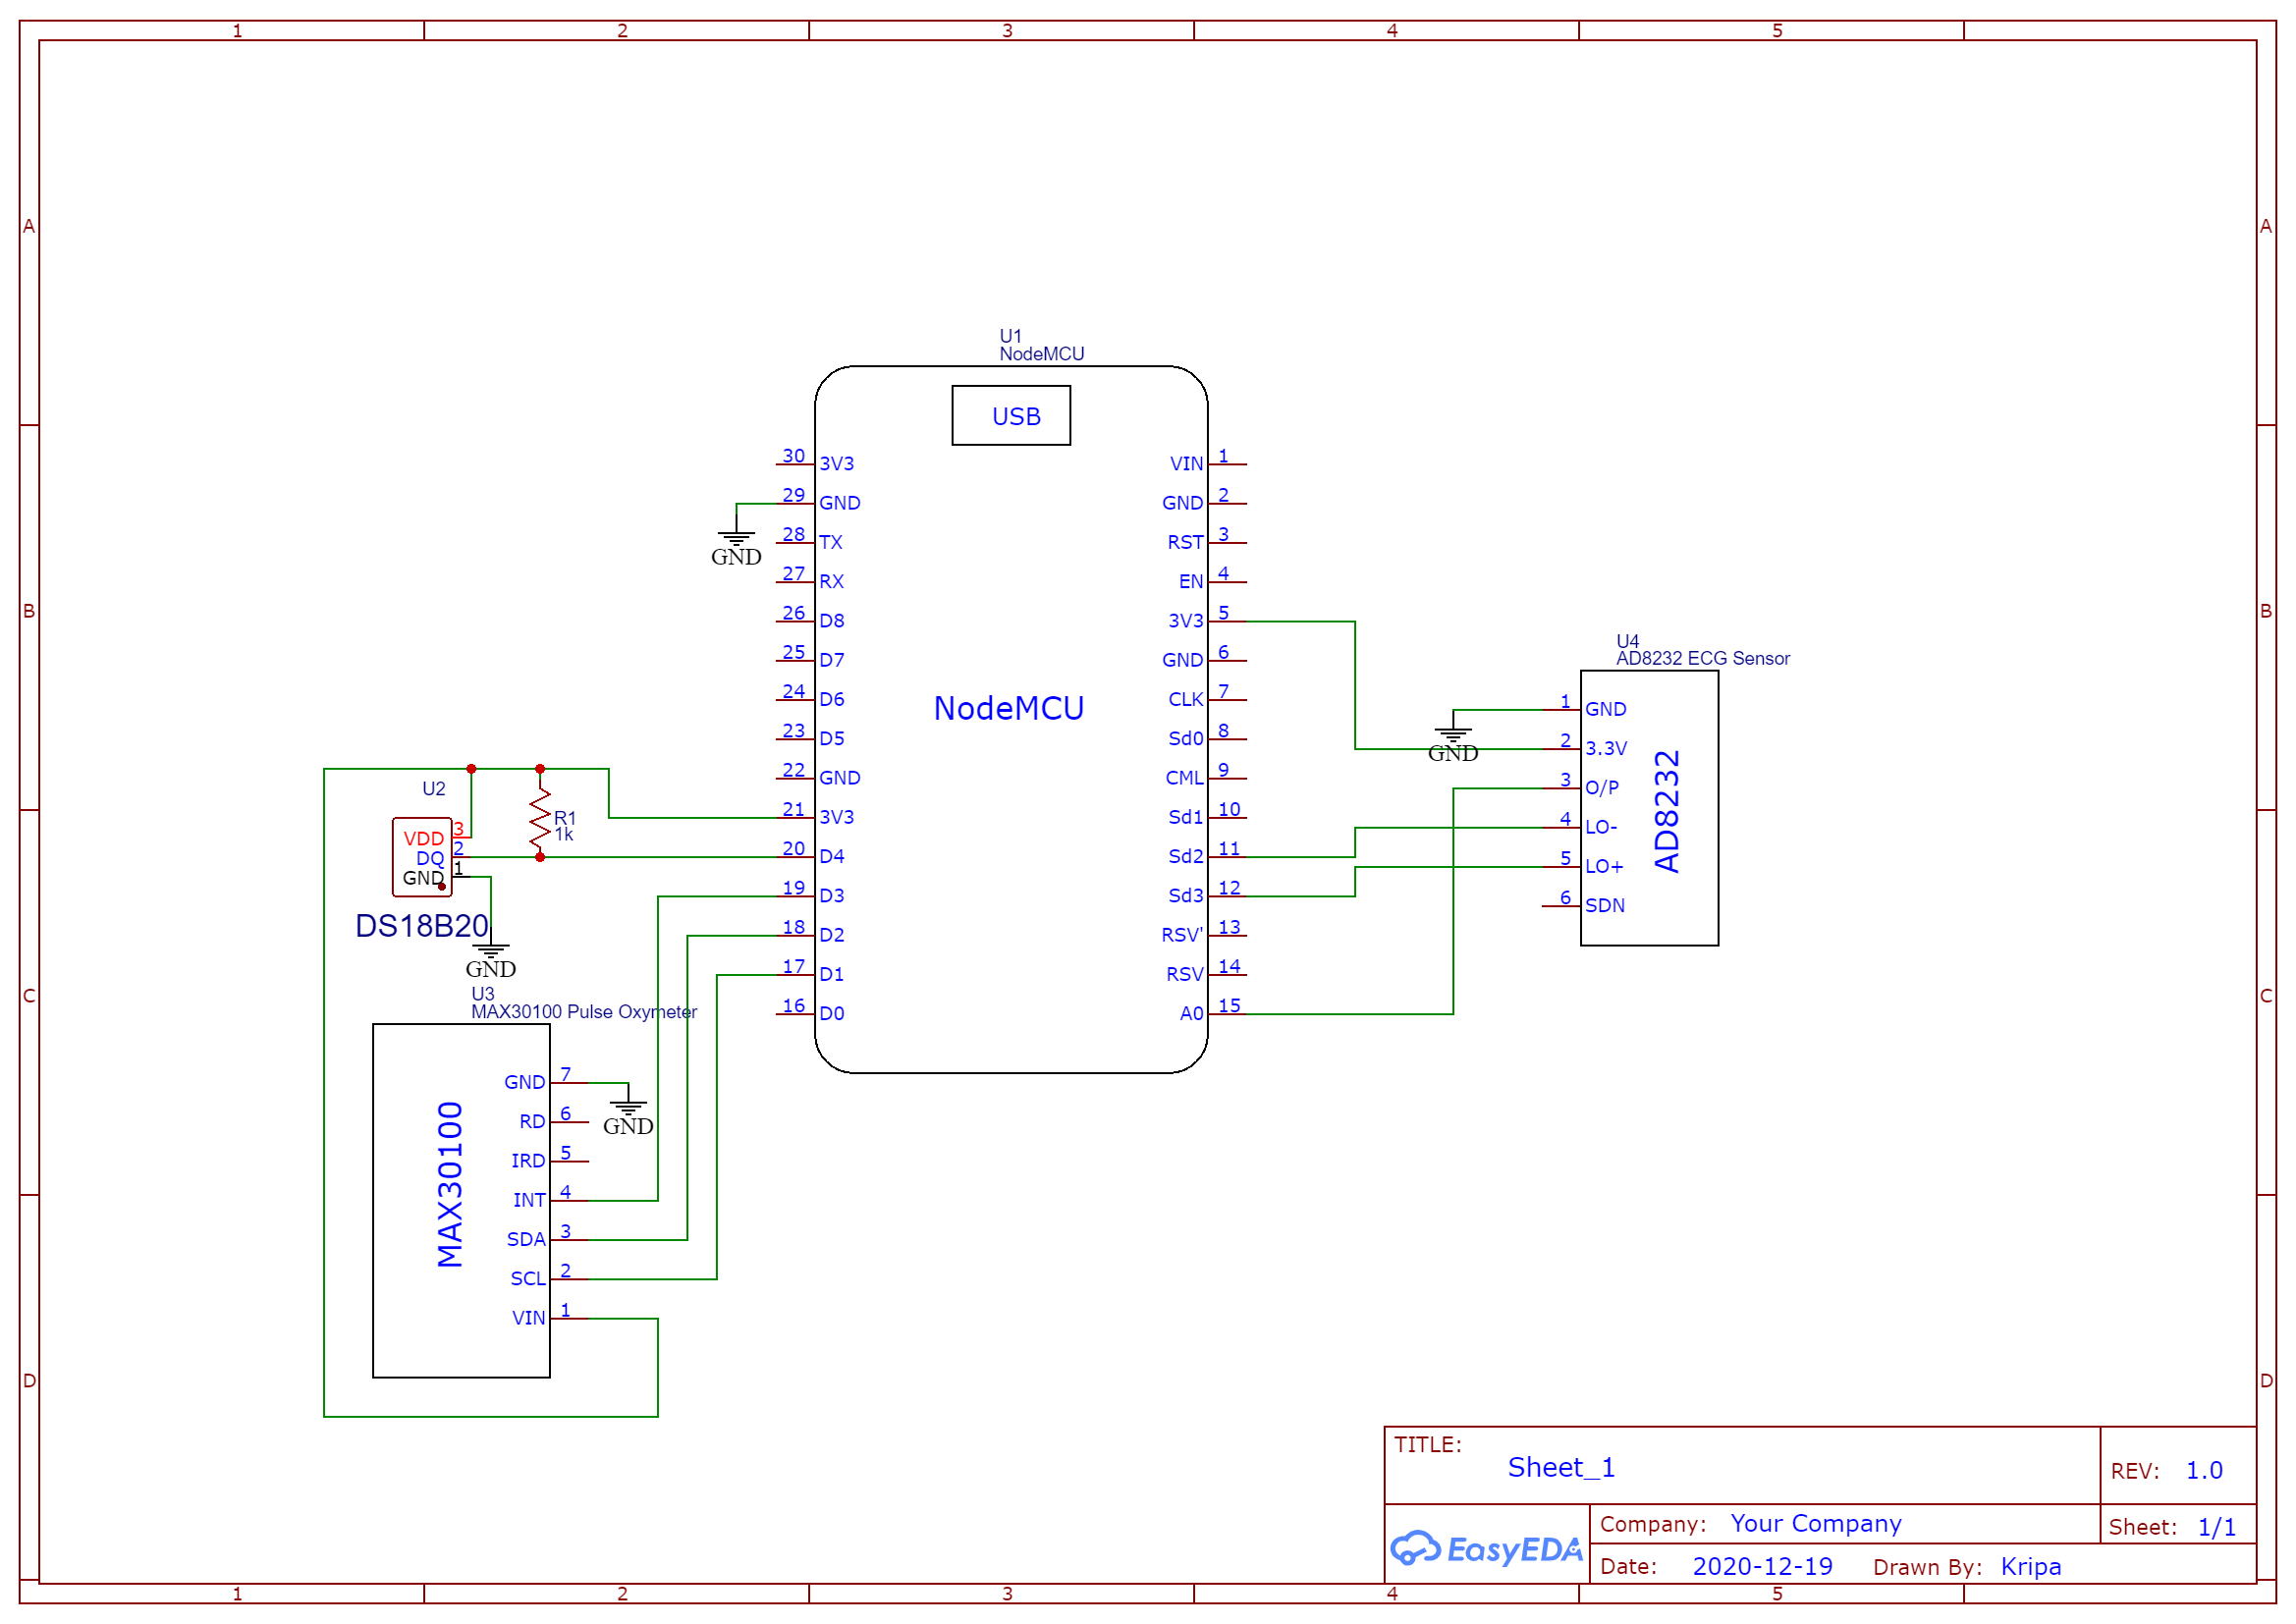 1 2 3 4 5
A A
B B
C C
D D
U1
NodeMCU
USB
30 3V3
29 GND
28 TX
27 RX
26 D8
25 D7
24 D6
23 D5
22 GND
21 3V3
20 D4
19 D3
18 D2
17 D1
16 D0
NodeMCU
VIN 1
GND 2
RST 3
EN 4
3V3 5
GND 6
CLK 7
Sd0 8
CML 9
Sd1 10
Sd2 11
Sd3 12
RSV' 13
RSV 14
A0 15
GND
U4
AD8232 ECG Sensor
1 GND
2 3.3V
3 O/P
4 LO-
5 LO+
6 SDN
AD8232
GND
U2
VDD 3
DQ 2
GND 1
DS18B20
R1
1k
GND
U3
MAX30100 Pulse Oxymeter
MAX30100
GND 7
RD 6
IRD 5
INT 4
SDA 3
SCL 2
VIN 1
GND
TITLE:
Sheet_1
REV: 1.0
EasyEDA
Company: Your Company
Sheet: 1/1
Date: 2020-12-19 Drawn By: Kripa
1 2 3 4 5